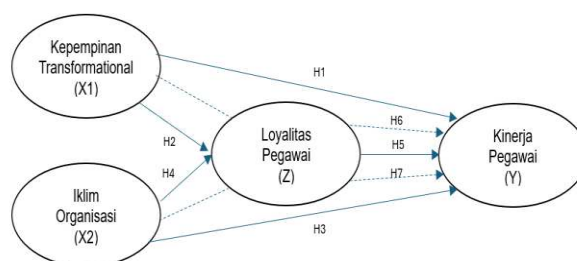 Kepempinan
Transformational
(X1)
H1
H6
H2
Loyalitas
Pegawai
(Z)
H5
Kinerja
Pegawai
(Y)
H4
H7
Iklim
Organisasi
(X2)
H3